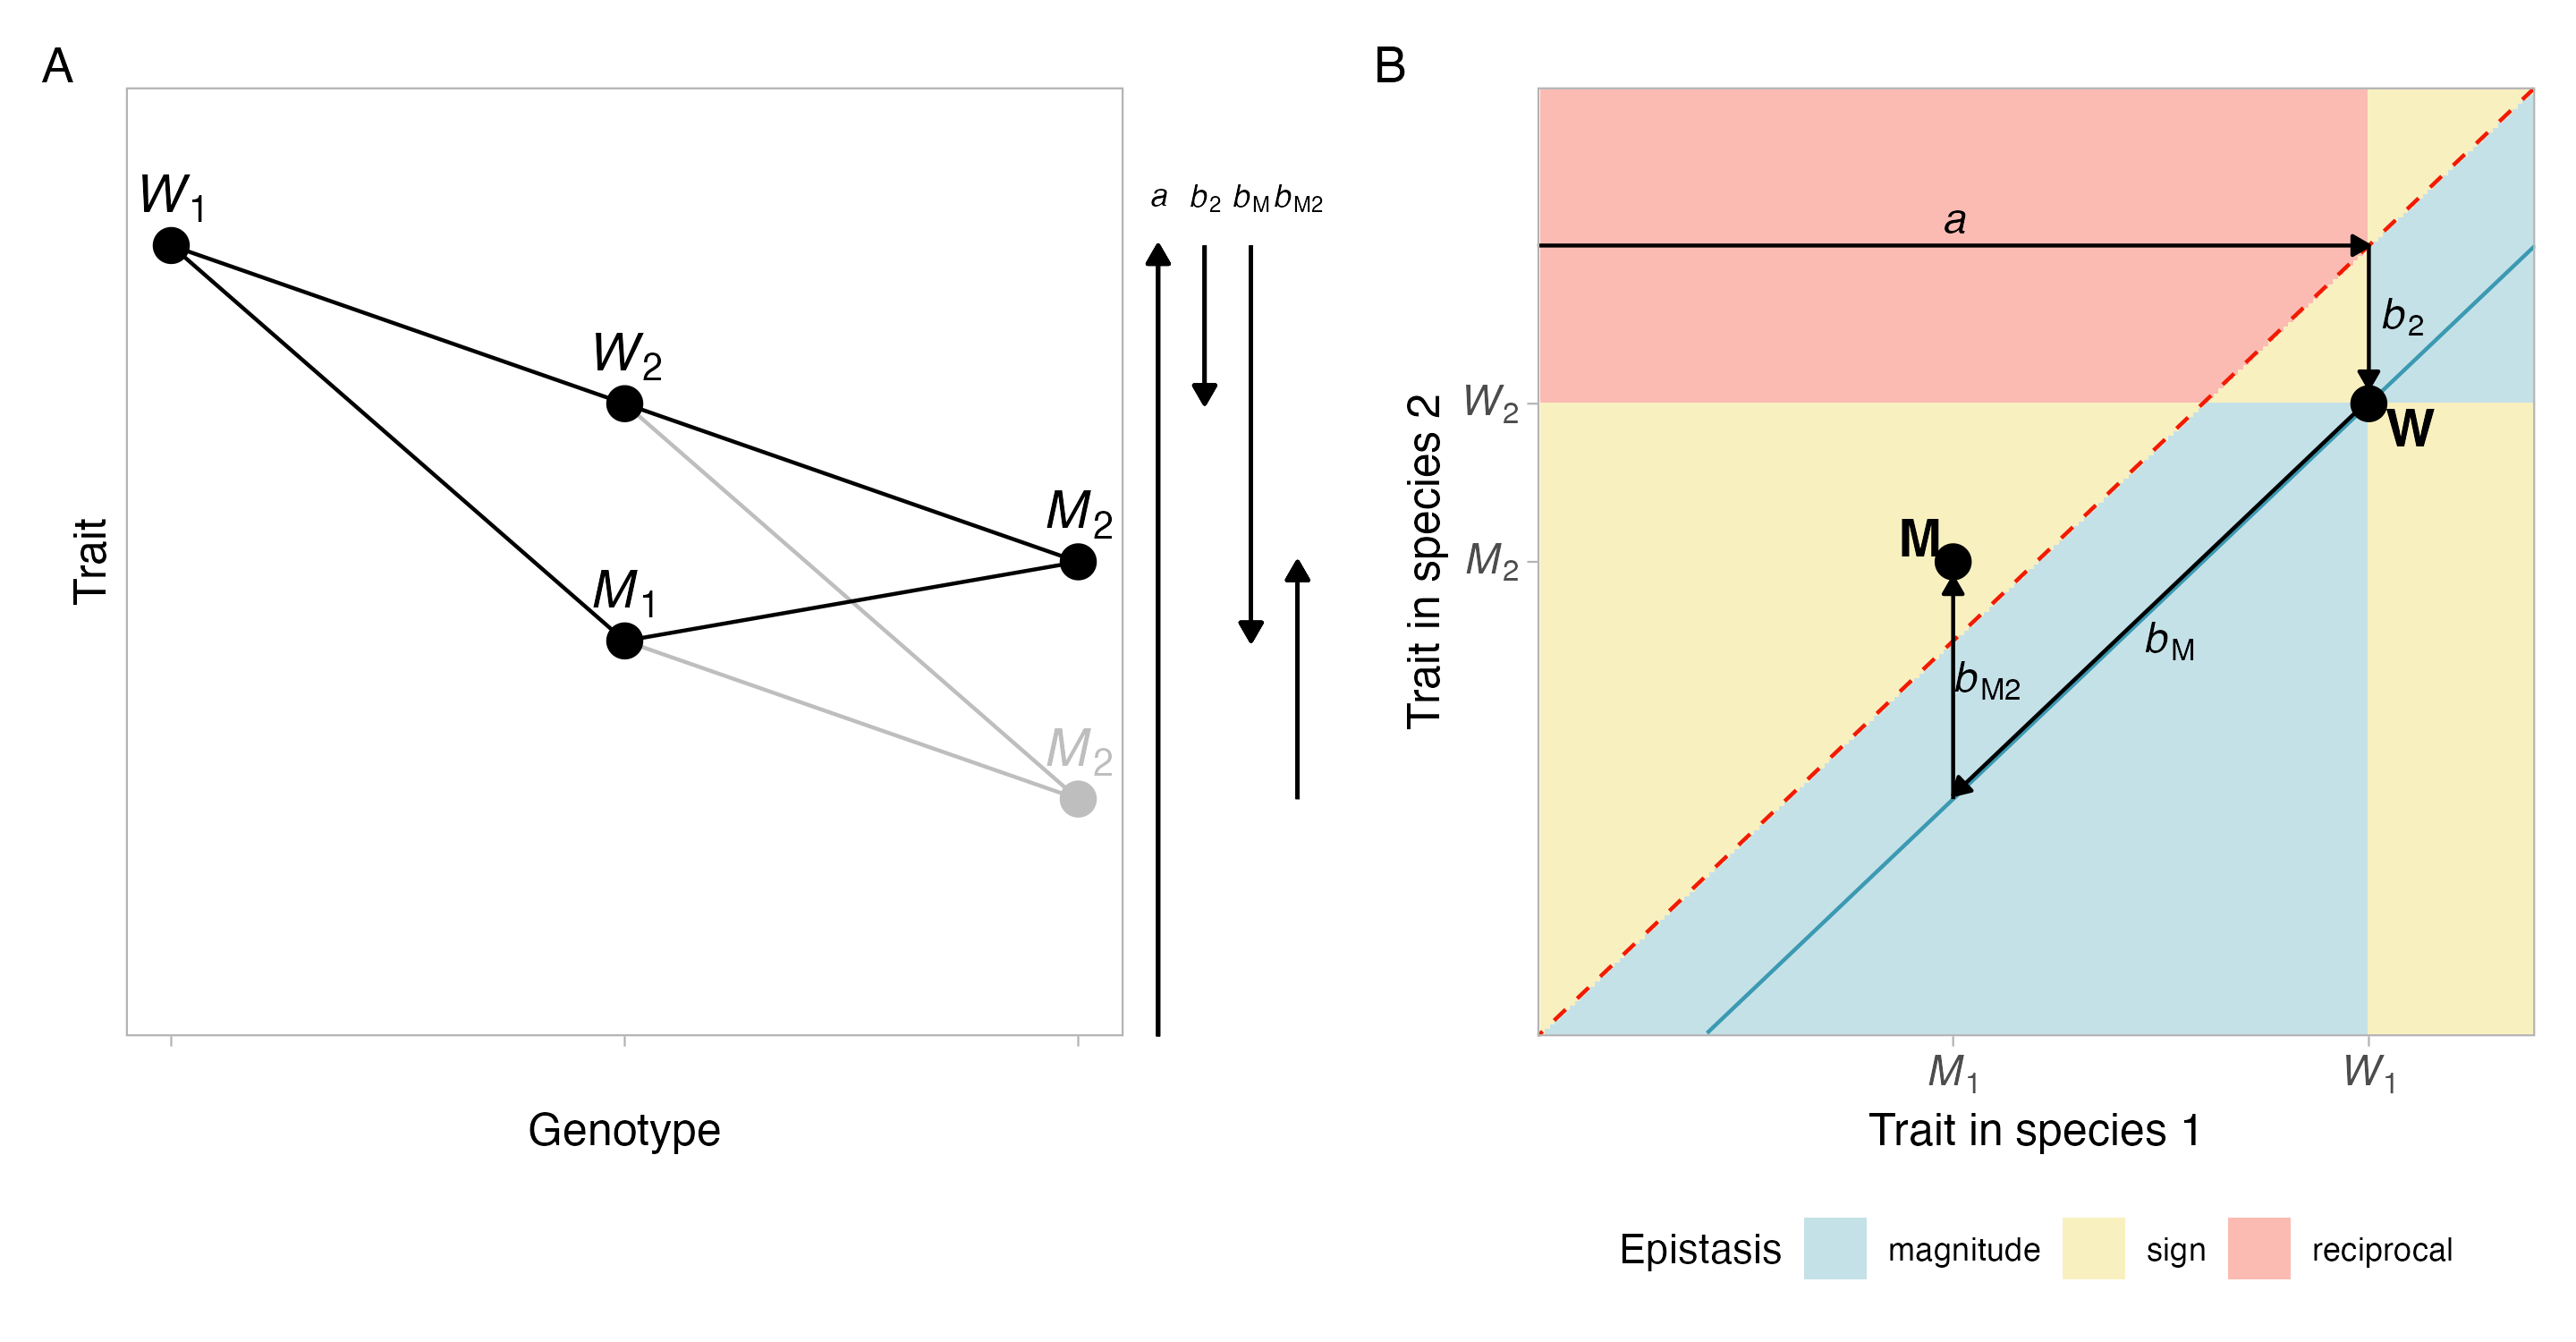 A
B
W1
W2
M1
M2
M2
a b2 bM bM2
Trait
Genotype
a
b2
W
M
bM
bM2
W2
M2
Trait in species 2
M1
W1
Trait in species 1
Epistasis magnitude sign reciprocal